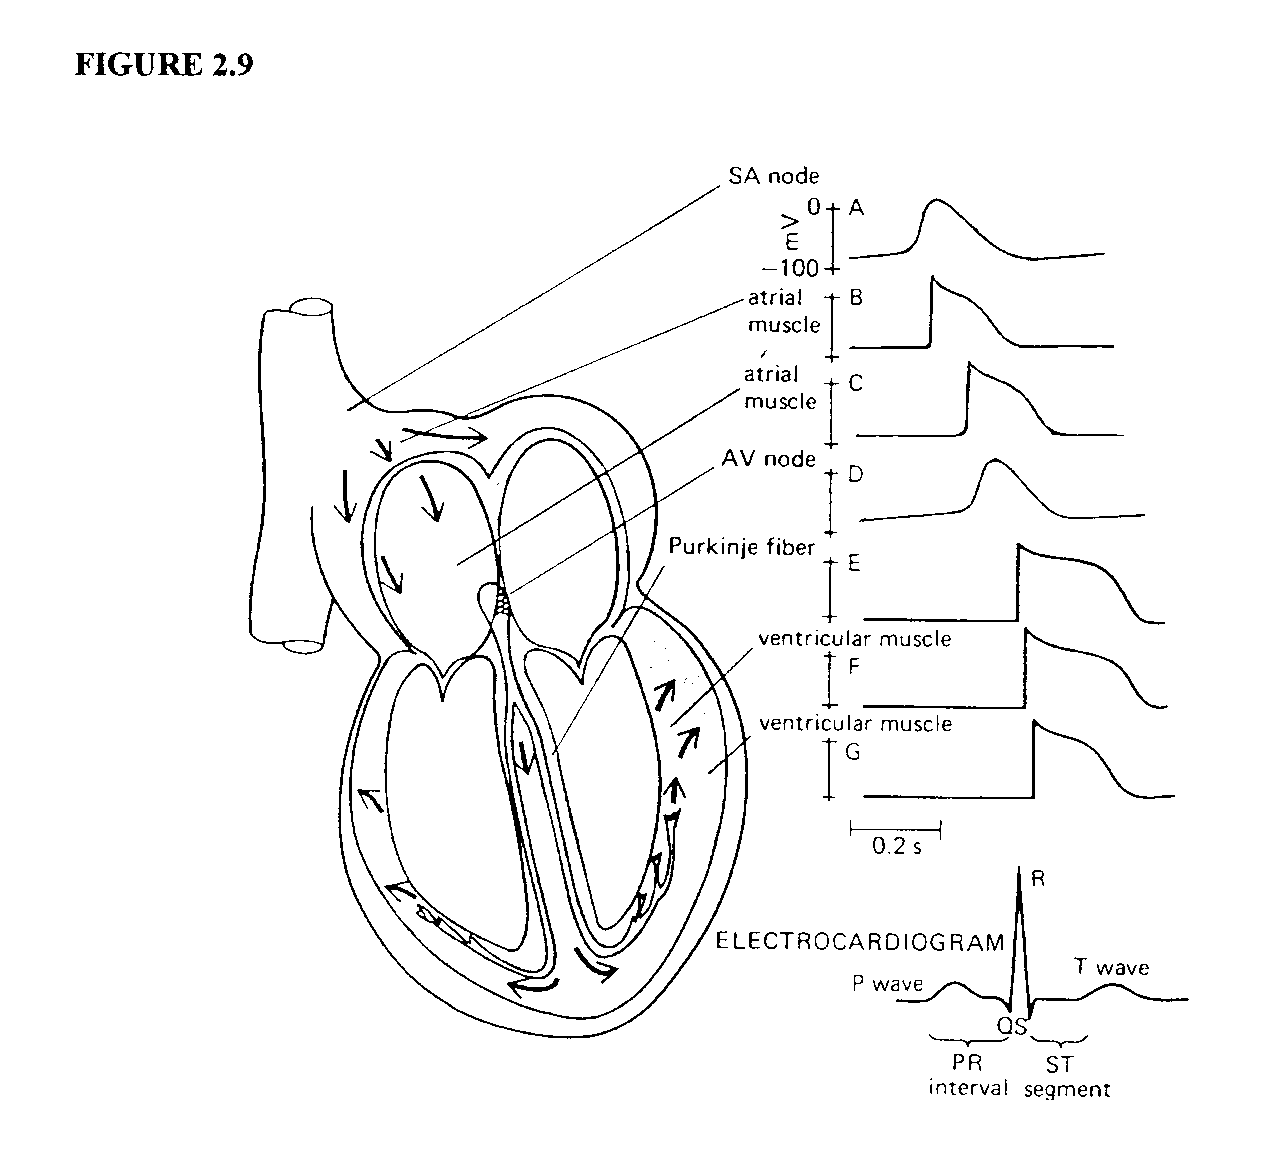 FIGURE 2.9
SA node
0
A
mV
−100
atrial
muscle
B
atrial
muscle
C
AV node
D
Purkinje fiber
E
ventricular muscle
F
ventricular muscle
G
0.2 s
R
ELECTROCARDIOGRAM
P wave
T wave
QS
PR
interval
ST
segment